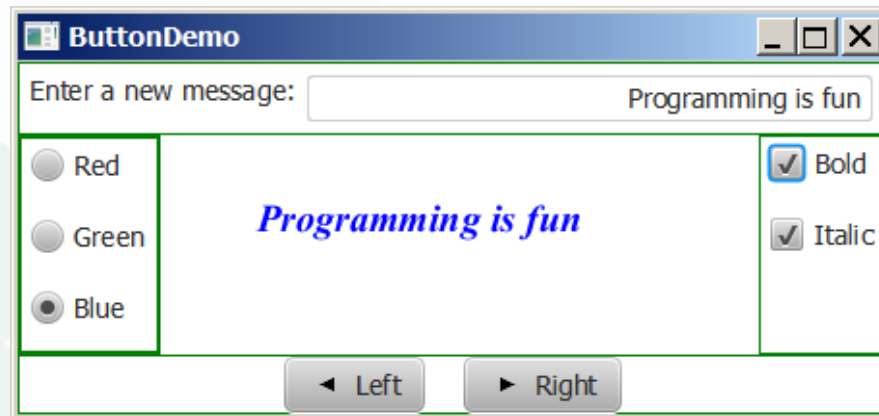 ButtonDemo
Enter a new message: Programming is fun
Red
Green
Blue
Programming is fun
Bold
Italic
Left Right